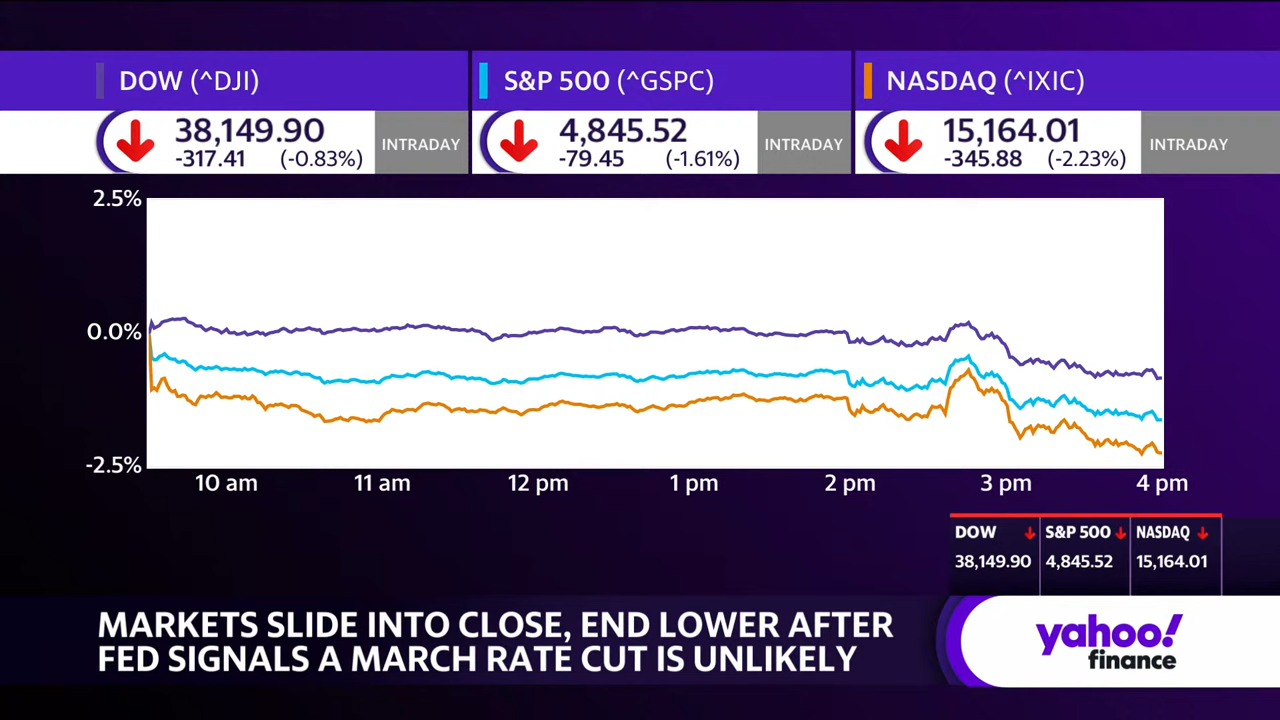 DOW (^DJI)
38,149.90
-317.41 (-0.83%)
INTRADAY
S&P 500 (^GSPC)
4,845.52
-79.45 (-1.61%)
INTRADAY
NASDAQ (^IXIC)
15,164.01
-345.88 (-2.23%)
INTRADAY
2.5%
0.0%
-2.5%
10 am 11 am 12 pm 1 pm 2 pm 3 pm 4 pm
DOW S&P 500 NASDAQ
38,149.90 4,845.52 15,164.01
MARKETS SLIDE INTO CLOSE, END LOWER AFTER
FED SIGNALS A MARCH RATE CUT IS UNLIKELY
yahoo!
finance